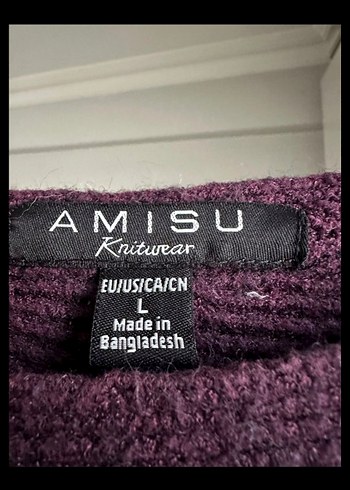 AMISU
Knitwear
EU/US/CA/CN
L
Made in
Bangladesh